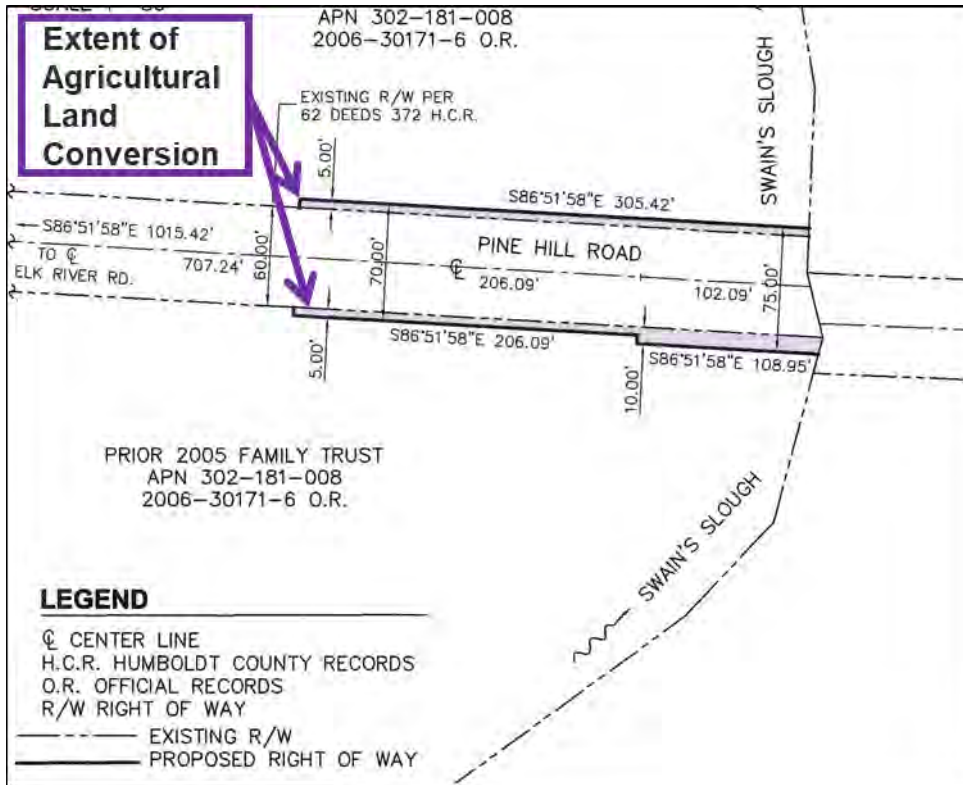 APN 302-181-008
2006-30171-6 O.R.
Extent of
Agricultural
Land
Conversion
EXISTING R/W PER
62 DEEDS 372 H.C.R.
SWAIN'S SLOUGH
5.00'
S86°51'58"E 305.42'
S86°51'58"E 1015.42'
TO ℄
ELK RIVER RD.
707.24'
60.00'
70.00'
PINE HILL ROAD
℄
206.09'
102.09'
75.00'
S86°51'58"E 206.09'
S86°51'58"E 108.95'
5.00'
10.00'
PRIOR 2005 FAMILY TRUST
APN 302-181-008
2006-30171-6 O.R.
SWAIN'S SLOUGH
LEGEND
℄ CENTER LINE
H.C.R. HUMBOLDT COUNTY RECORDS
O.R. OFFICIAL RECORDS
R/W RIGHT OF WAY
EXISTING R/W
PROPOSED RIGHT OF WAY